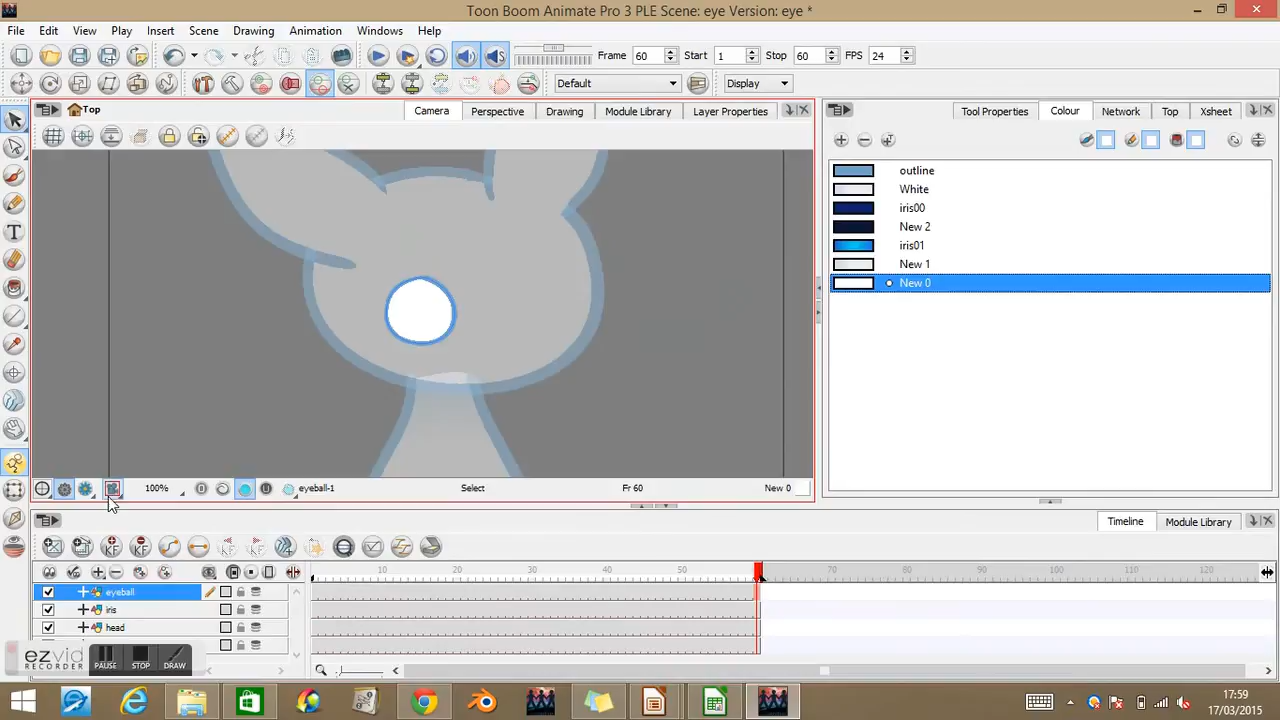 Toon Boom Animate Pro 3 PLE Scene: eye Version: eye *
File Edit View Play Insert Scene Drawing Animation Windows Help
Frame 60 Start 1 Stop 60 FPS 24
Default Display
Top Camera Perspective Drawing Module Library Layer Properties
Tool Properties Colour Network Top Xsheet
outline
White
iris00
New 2
iris01
New 1
New 0
100% eyeball-1 Select Fr 60 New 0
Timeline Module Library
10 20 30 40 50 70 80 90 100 110 120
eyeball
iris
head
ezvid
RECORDER
PAUSE STOP DRAW
17:59
17/03/2015